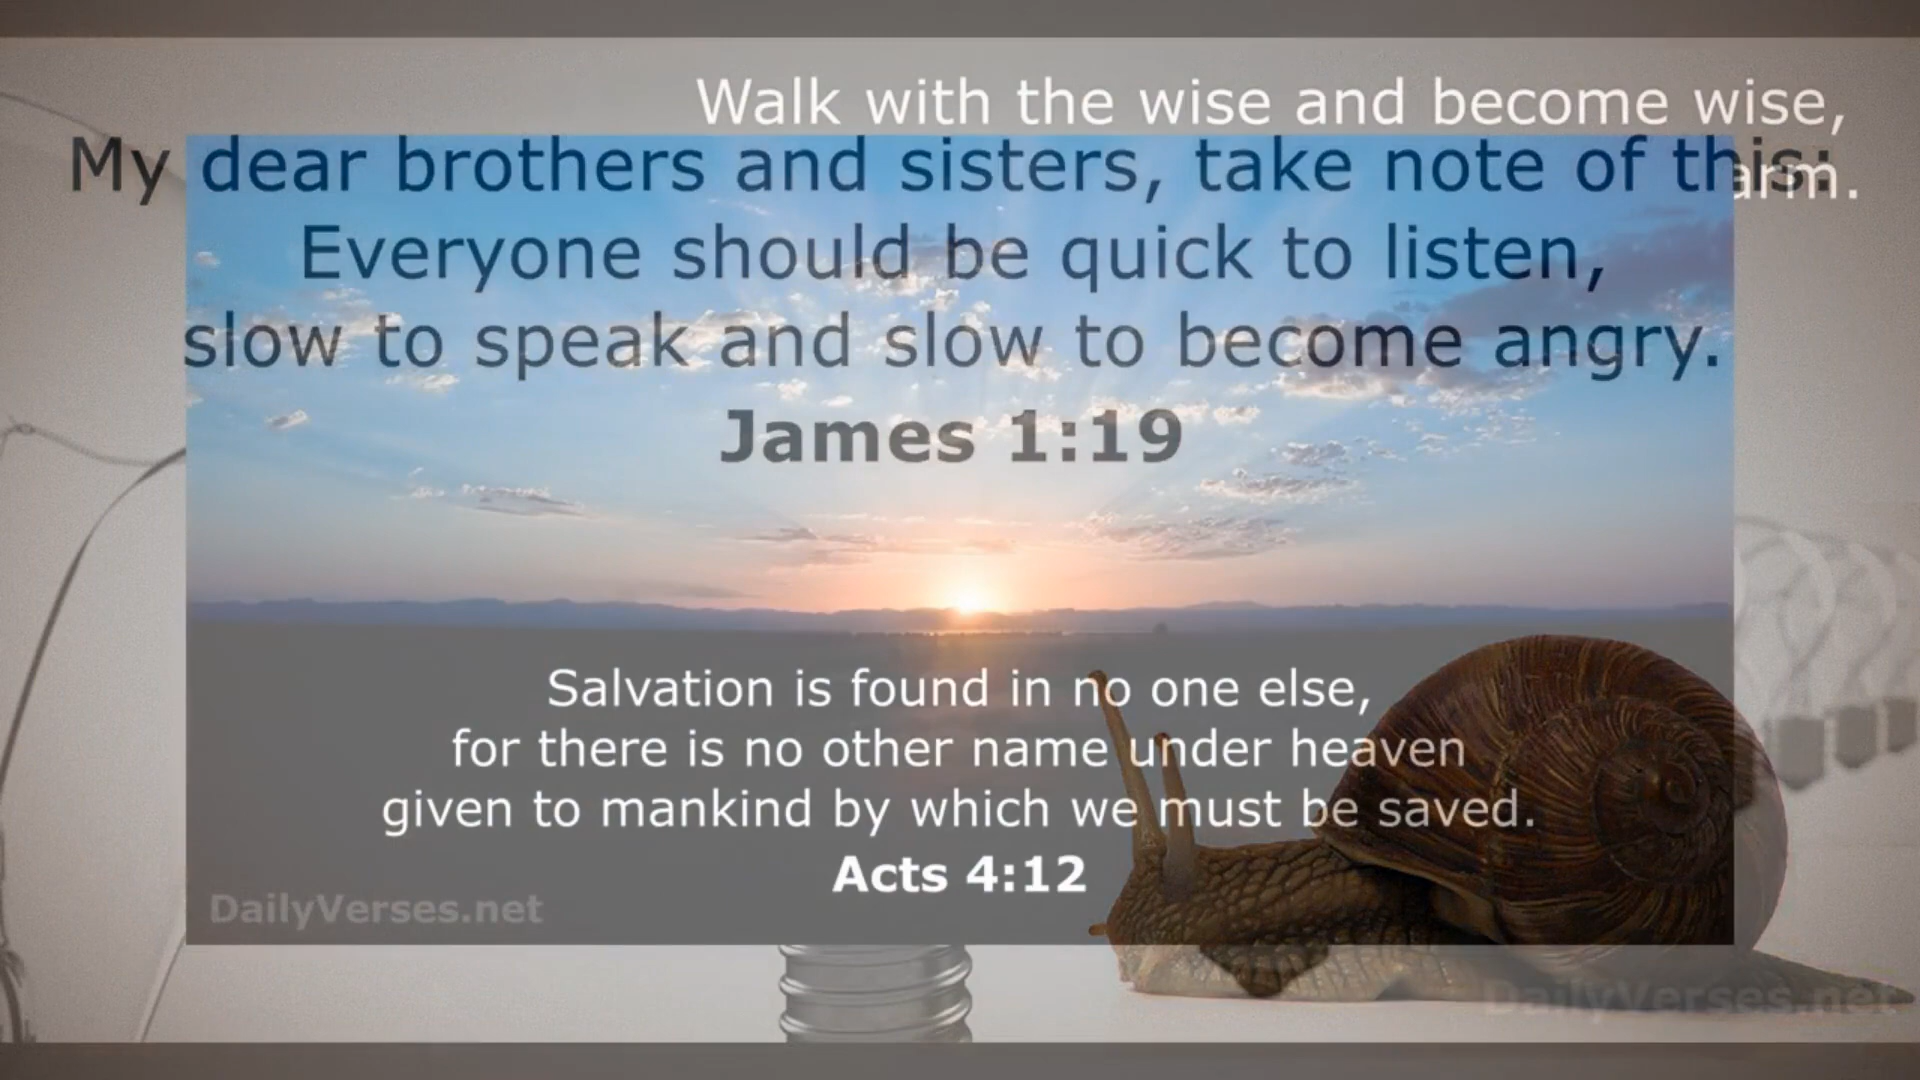 Walk with the wise and become wise,
arm.
My dear brothers and sisters, take note of this:
Everyone should be quick to listen,
slow to speak and slow to become angry.
James 1:19
Salvation is found in no one else,
for there is no other name under heaven
given to mankind by which we must be saved.
Acts 4:12
DailyVerses.net
DailyVerses.net